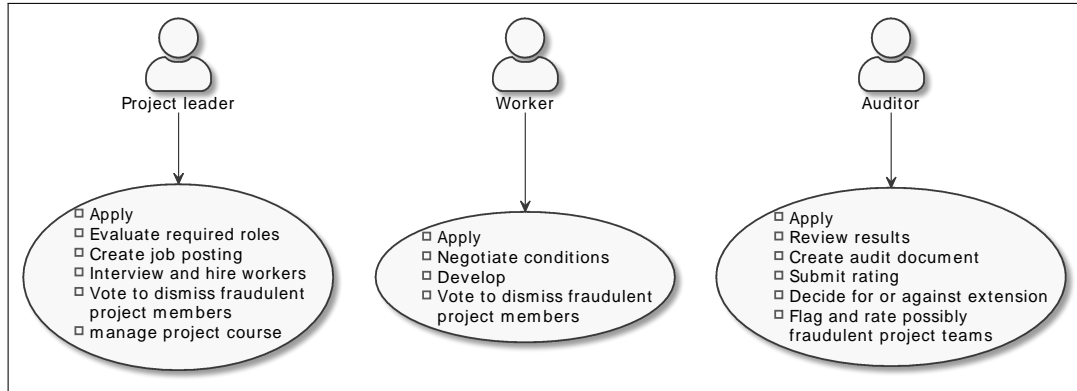 Project leader
Apply
Evaluate required roles
Create job posting
Interview and hire workers
Vote to dismiss fraudulent
project members
manage project course
Worker
Apply
Negotiate conditions
Develop
Vote to dismiss fraudulent
project members
Auditor
Apply
Review results
Create audit document
Submit rating
Decide for or against extension
Flag and rate possibly
fraudulent project teams